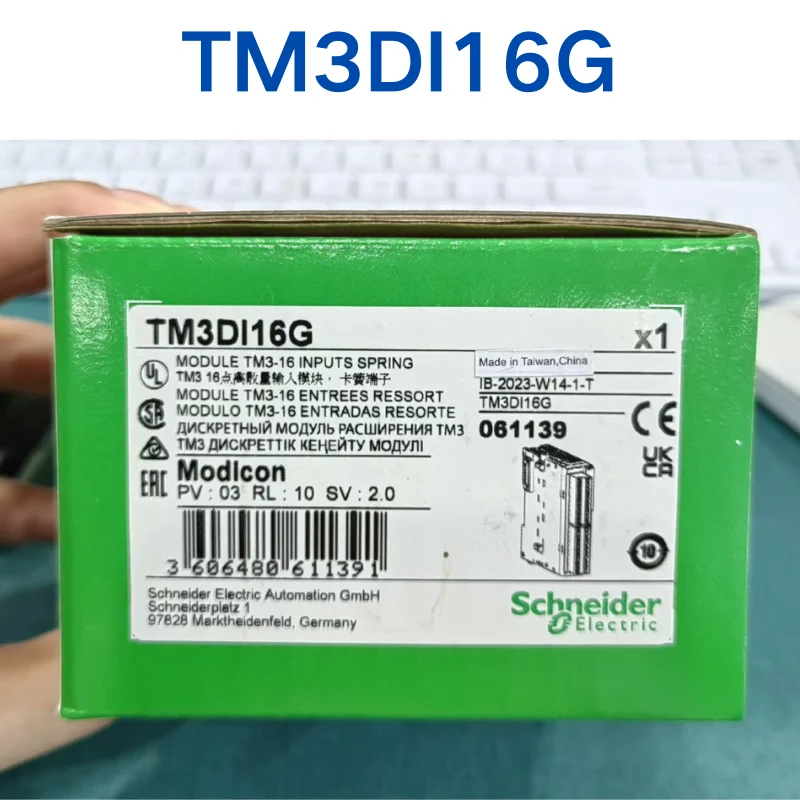 TM3DI16G
TM3DI16G x1
MODULE TM3-16 INPUTS SPRING
TM3 16点离散量输入模块，卡簧端子
MODULE TM3-16 ENTREES RESSORT
MODULO TM3-16 ENTRADAS RESORTE
ДИСКРЕТНЫЙ МОДУЛЬ РАСШИРЕНИЯ TM3
TM3 ДИСКРЕТТІК КЕҢЕЙТУ МОДУЛІ
Made in Taiwan,China
IB-2023-W14-1-T
TM3DI16G
061139
UL
SA
EAC
CE
UK
CA
Modicon
PV : 03 RL : 10 SV : 2.0
3 606480 611391
10
Schneider Electric Automation GmbH
Schneiderplatz 1
97828 Marktheidenfeld, Germany
Schneider
Electric